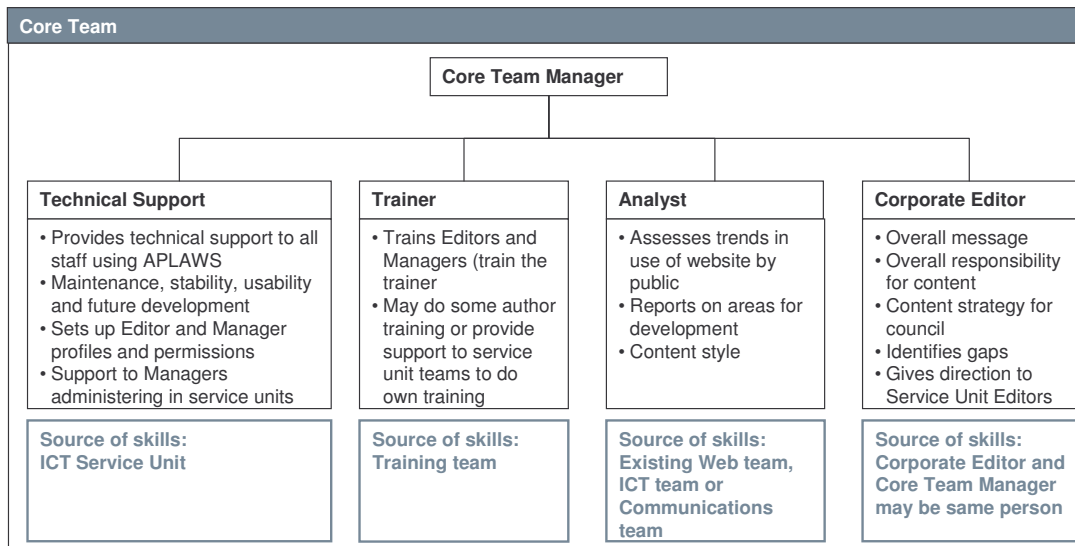 Core Team
Core Team Manager
Technical Support
• Provides technical support to all
staff using APLAWS
• Maintenance, stability, usability
and future development
• Sets up Editor and Manager
profiles and permissions
• Support to Managers
administering in service units
Source of skills:
ICT Service Unit
Trainer
• Trains Editors and
Managers (train the
trainer
• May do some author
training or provide
support to service
unit teams to do
own training
Source of skills:
Training team
Analyst
• Assesses trends in
use of website by
public
• Reports on areas for
development
• Content style
Source of skills:
Existing Web team,
ICT team or
Communications
team
Corporate Editor
• Overall message
• Overall responsibility
for content
• Content strategy for
council
• Identifies gaps
• Gives direction to
Service Unit Editors
Source of skills:
Corporate Editor and
Core Team Manager
may be same person